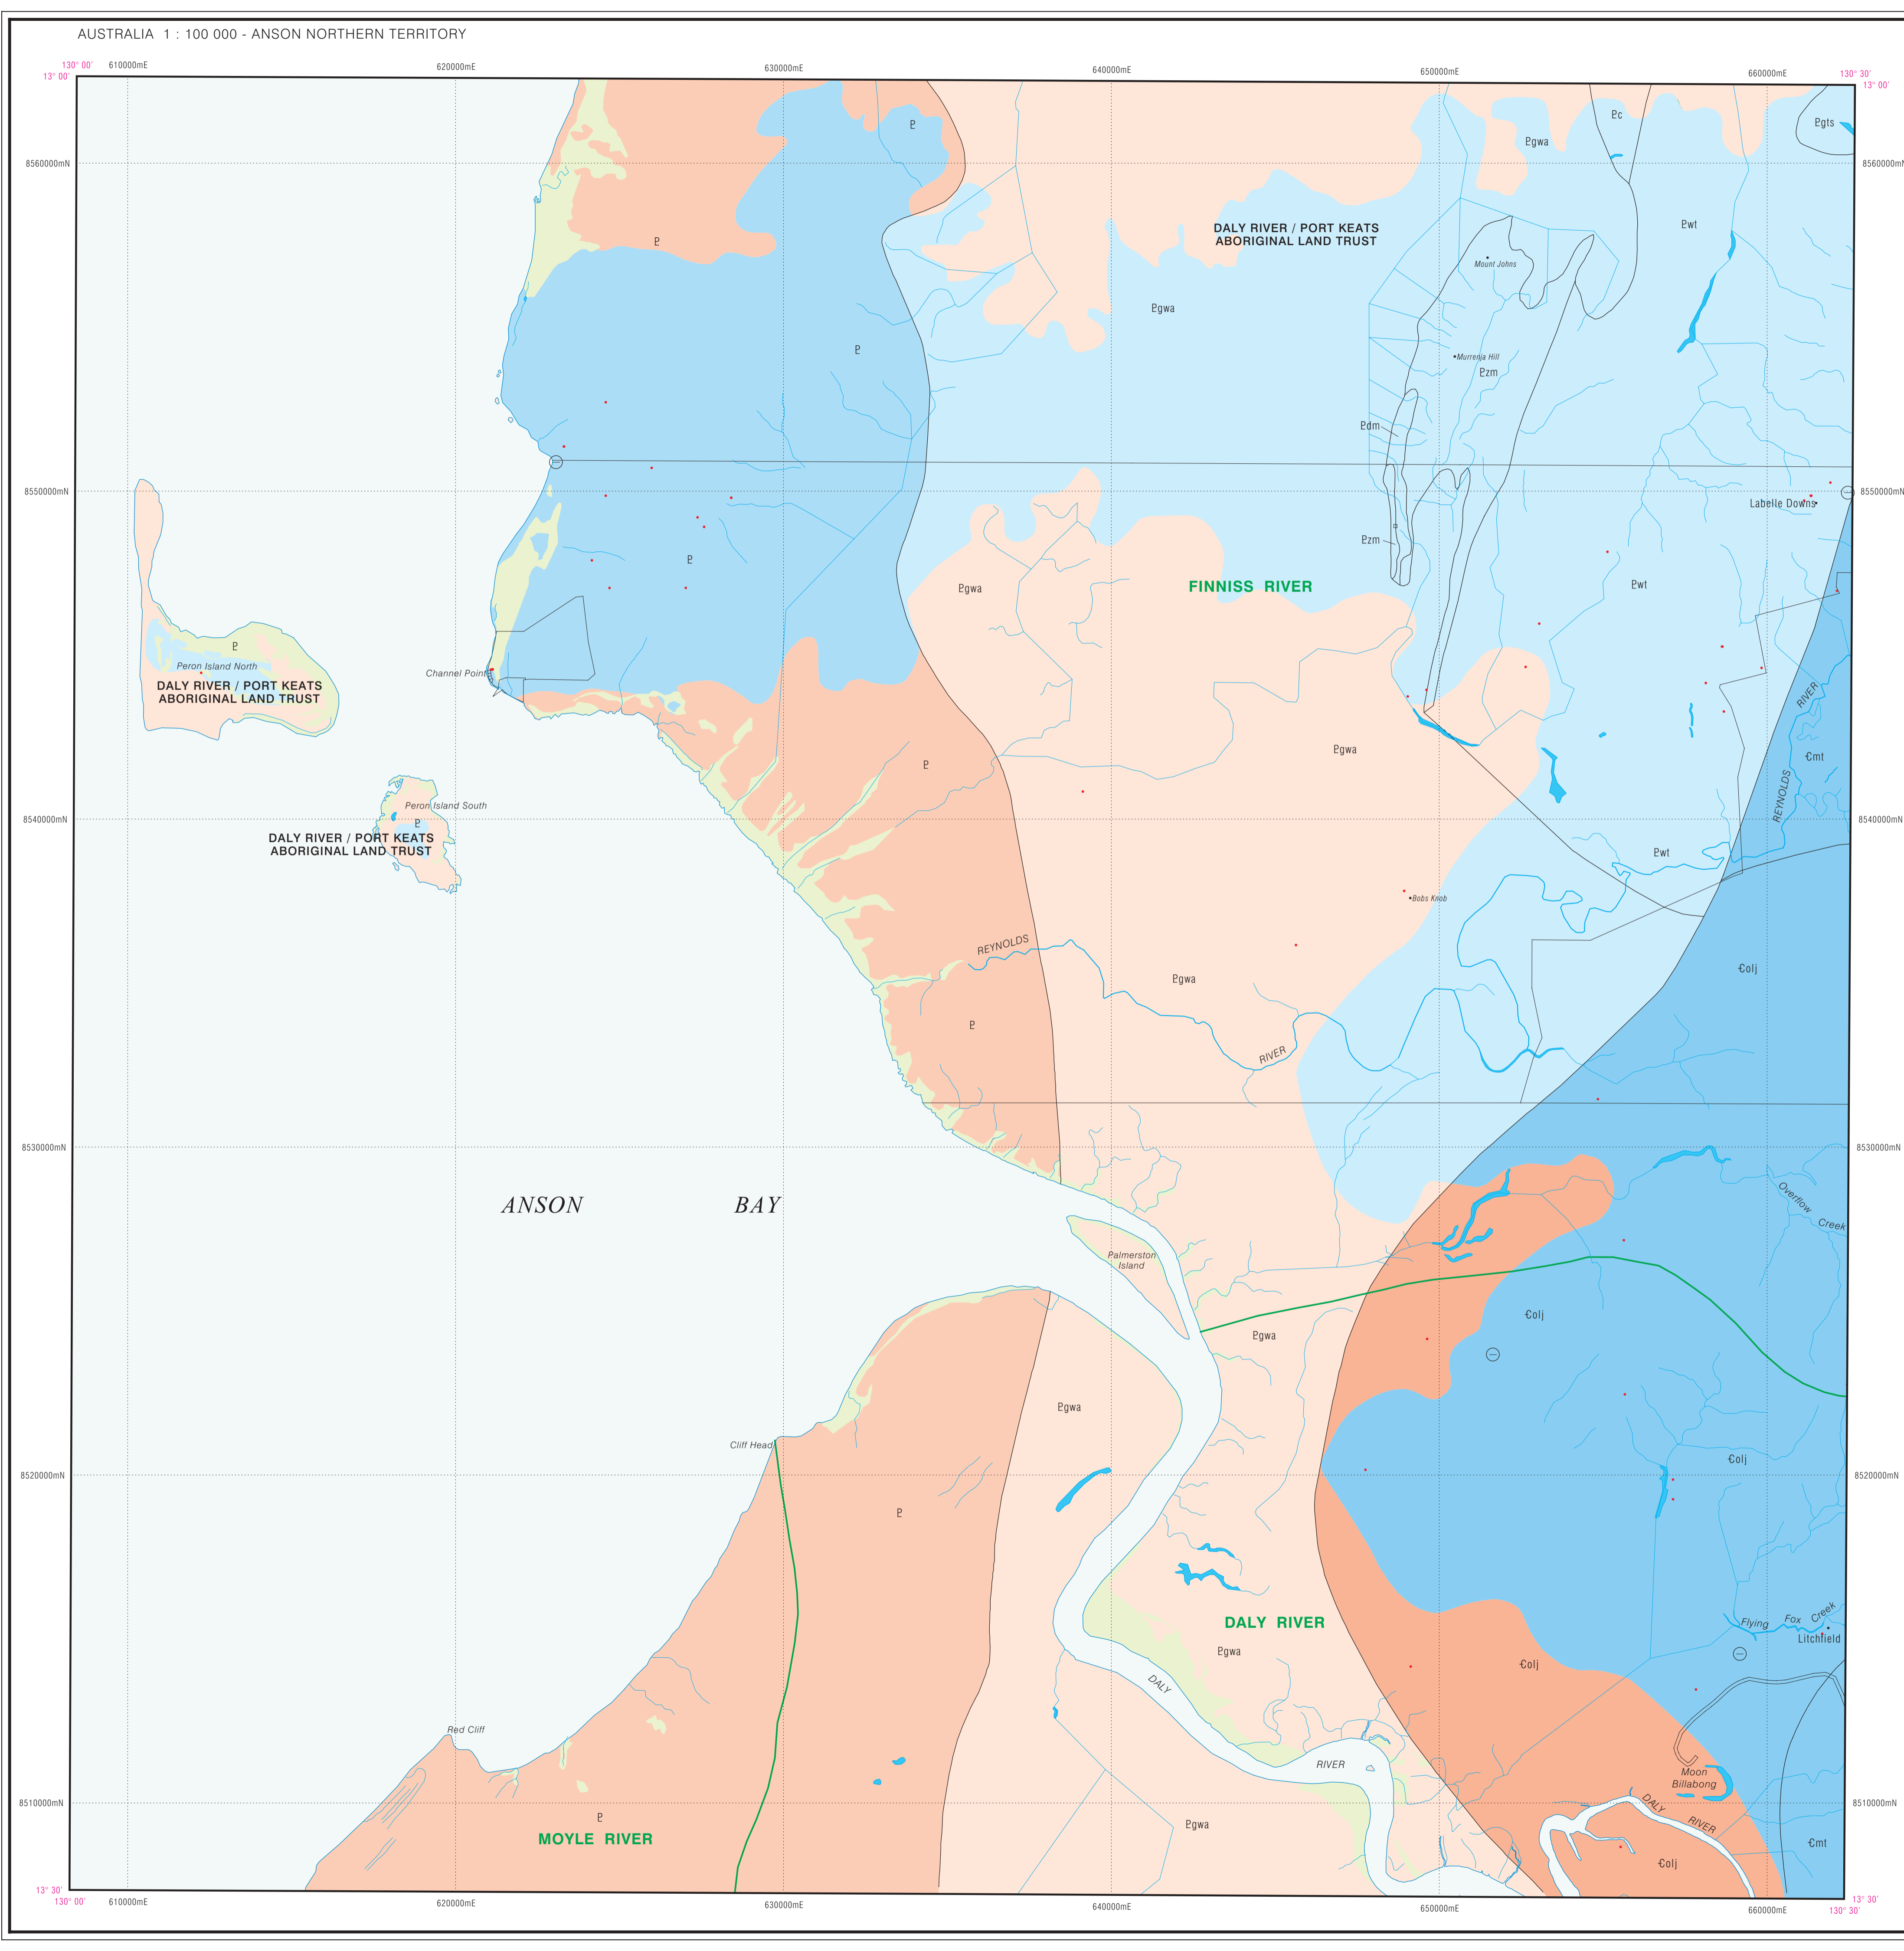 AUSTRALIA 1 : 100 000 - ANSON NORTHERN TERRITORY
130° 00'
610000mE
620000mE
630000mE
640000mE
650000mE
660000mE
130° 30'
13° 00'
13° 00'
8560000mN
8560000mN
DALY RIVER / PORT KEATS
ABORIGINAL LAND TRUST
Mount Johns
Murrenja Hill
8550000mN
8550000mN
Labelle Downs
FINNISS RIVER
Channel Point
Peron Island North
DALY RIVER / PORT KEATS
ABORIGINAL LAND TRUST
REYNOLDS
RIVER
Peron Island South
8540000mN
8540000mN
DALY RIVER / PORT KEATS
ABORIGINAL LAND TRUST
Bobs Knob
REYNOLDS
RIVER
8530000mN
8530000mN
ANSON BAY
Overflow
Creek
Palmerston
Island
Cliff Head
8520000mN
8520000mN
DALY RIVER
Flying Fox Creek
Litchfield
DALY
RIVER
Red Cliff
Moon
Billabong
8510000mN
8510000mN
DALY
RIVER
MOYLE RIVER
13° 30'
13° 30'
130° 00'
610000mE
620000mE
630000mE
640000mE
650000mE
660000mE
130° 30'